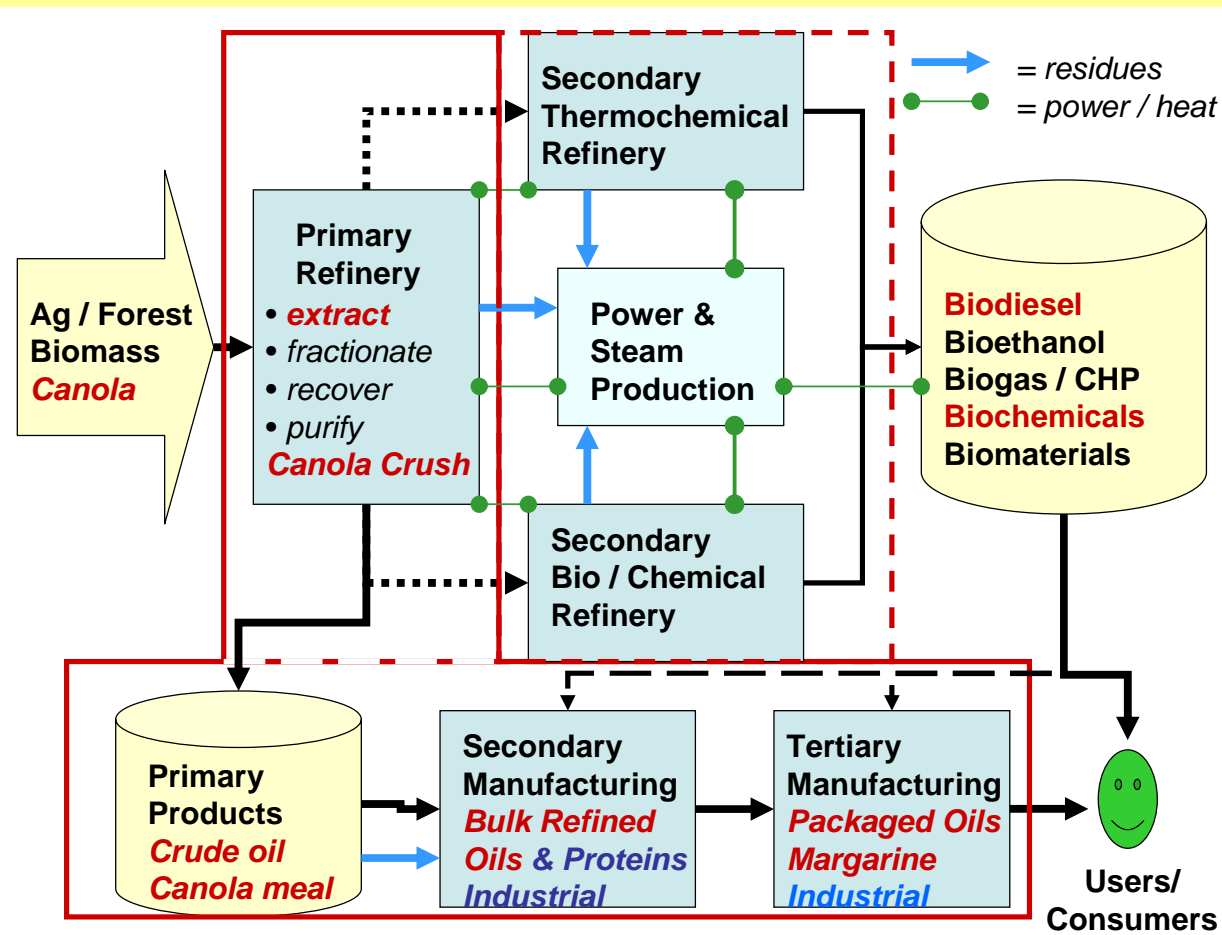 = residues
= power / heat
Secondary
Thermochemical
Refinery
Primary
Refinery
• extract
• fractionate
• recover
• purify
Canola Crush
Ag / Forest
Biomass
Canola
Power &
Steam
Production
Biodiesel
Bioethanol
Biogas / CHP
Biochemicals
Biomaterials
Secondary
Bio / Chemical
Refinery
Primary
Products
Crude oil
Canola meal
Secondary
Manufacturing
Bulk Refined
Oils & Proteins
Industrial
Tertiary
Manufacturing
Packaged Oils
Margarine
Industrial
Users/
Consumers